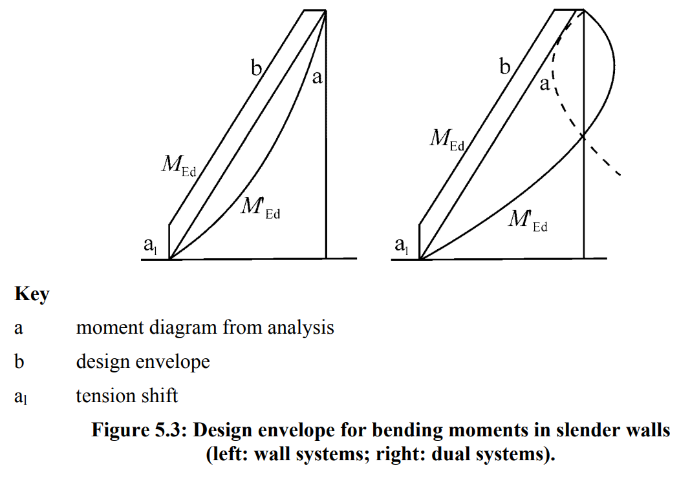 b
a
M_Ed
M'_Ed
a_l
b
a
M_Ed
M'_Ed
a_l
Key
a moment diagram from analysis
b design envelope
a_l tension shift
Figure 5.3: Design envelope for bending moments in slender walls
(left: wall systems; right: dual systems).